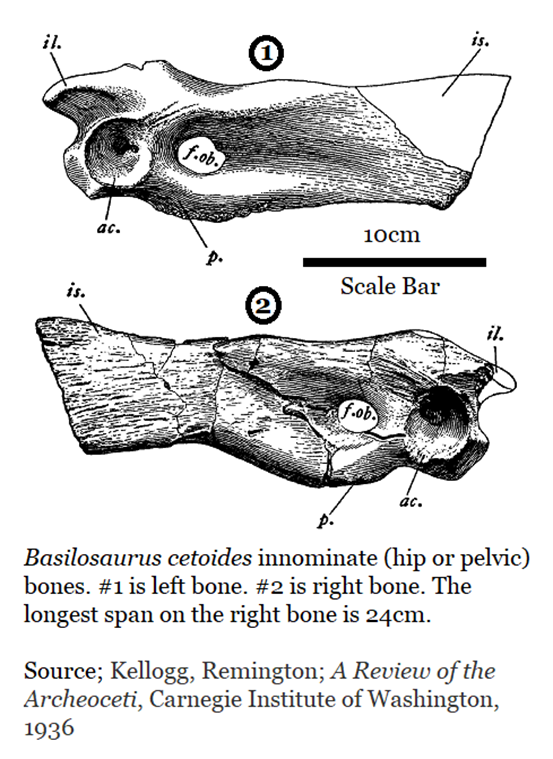 il.
1
is.
f.ob.
ac.
p.
10cm
Scale Bar
is.
2
il.
f.ob.
ac.
p.
Basilosaurus cetoides innominate (hip or pelvic)
bones. #1 is left bone. #2 is right bone. The
longest span on the right bone is 24cm.
Source; Kellogg, Remington; A Review of the
Archeoceti, Carnegie Institute of Washington,
1936